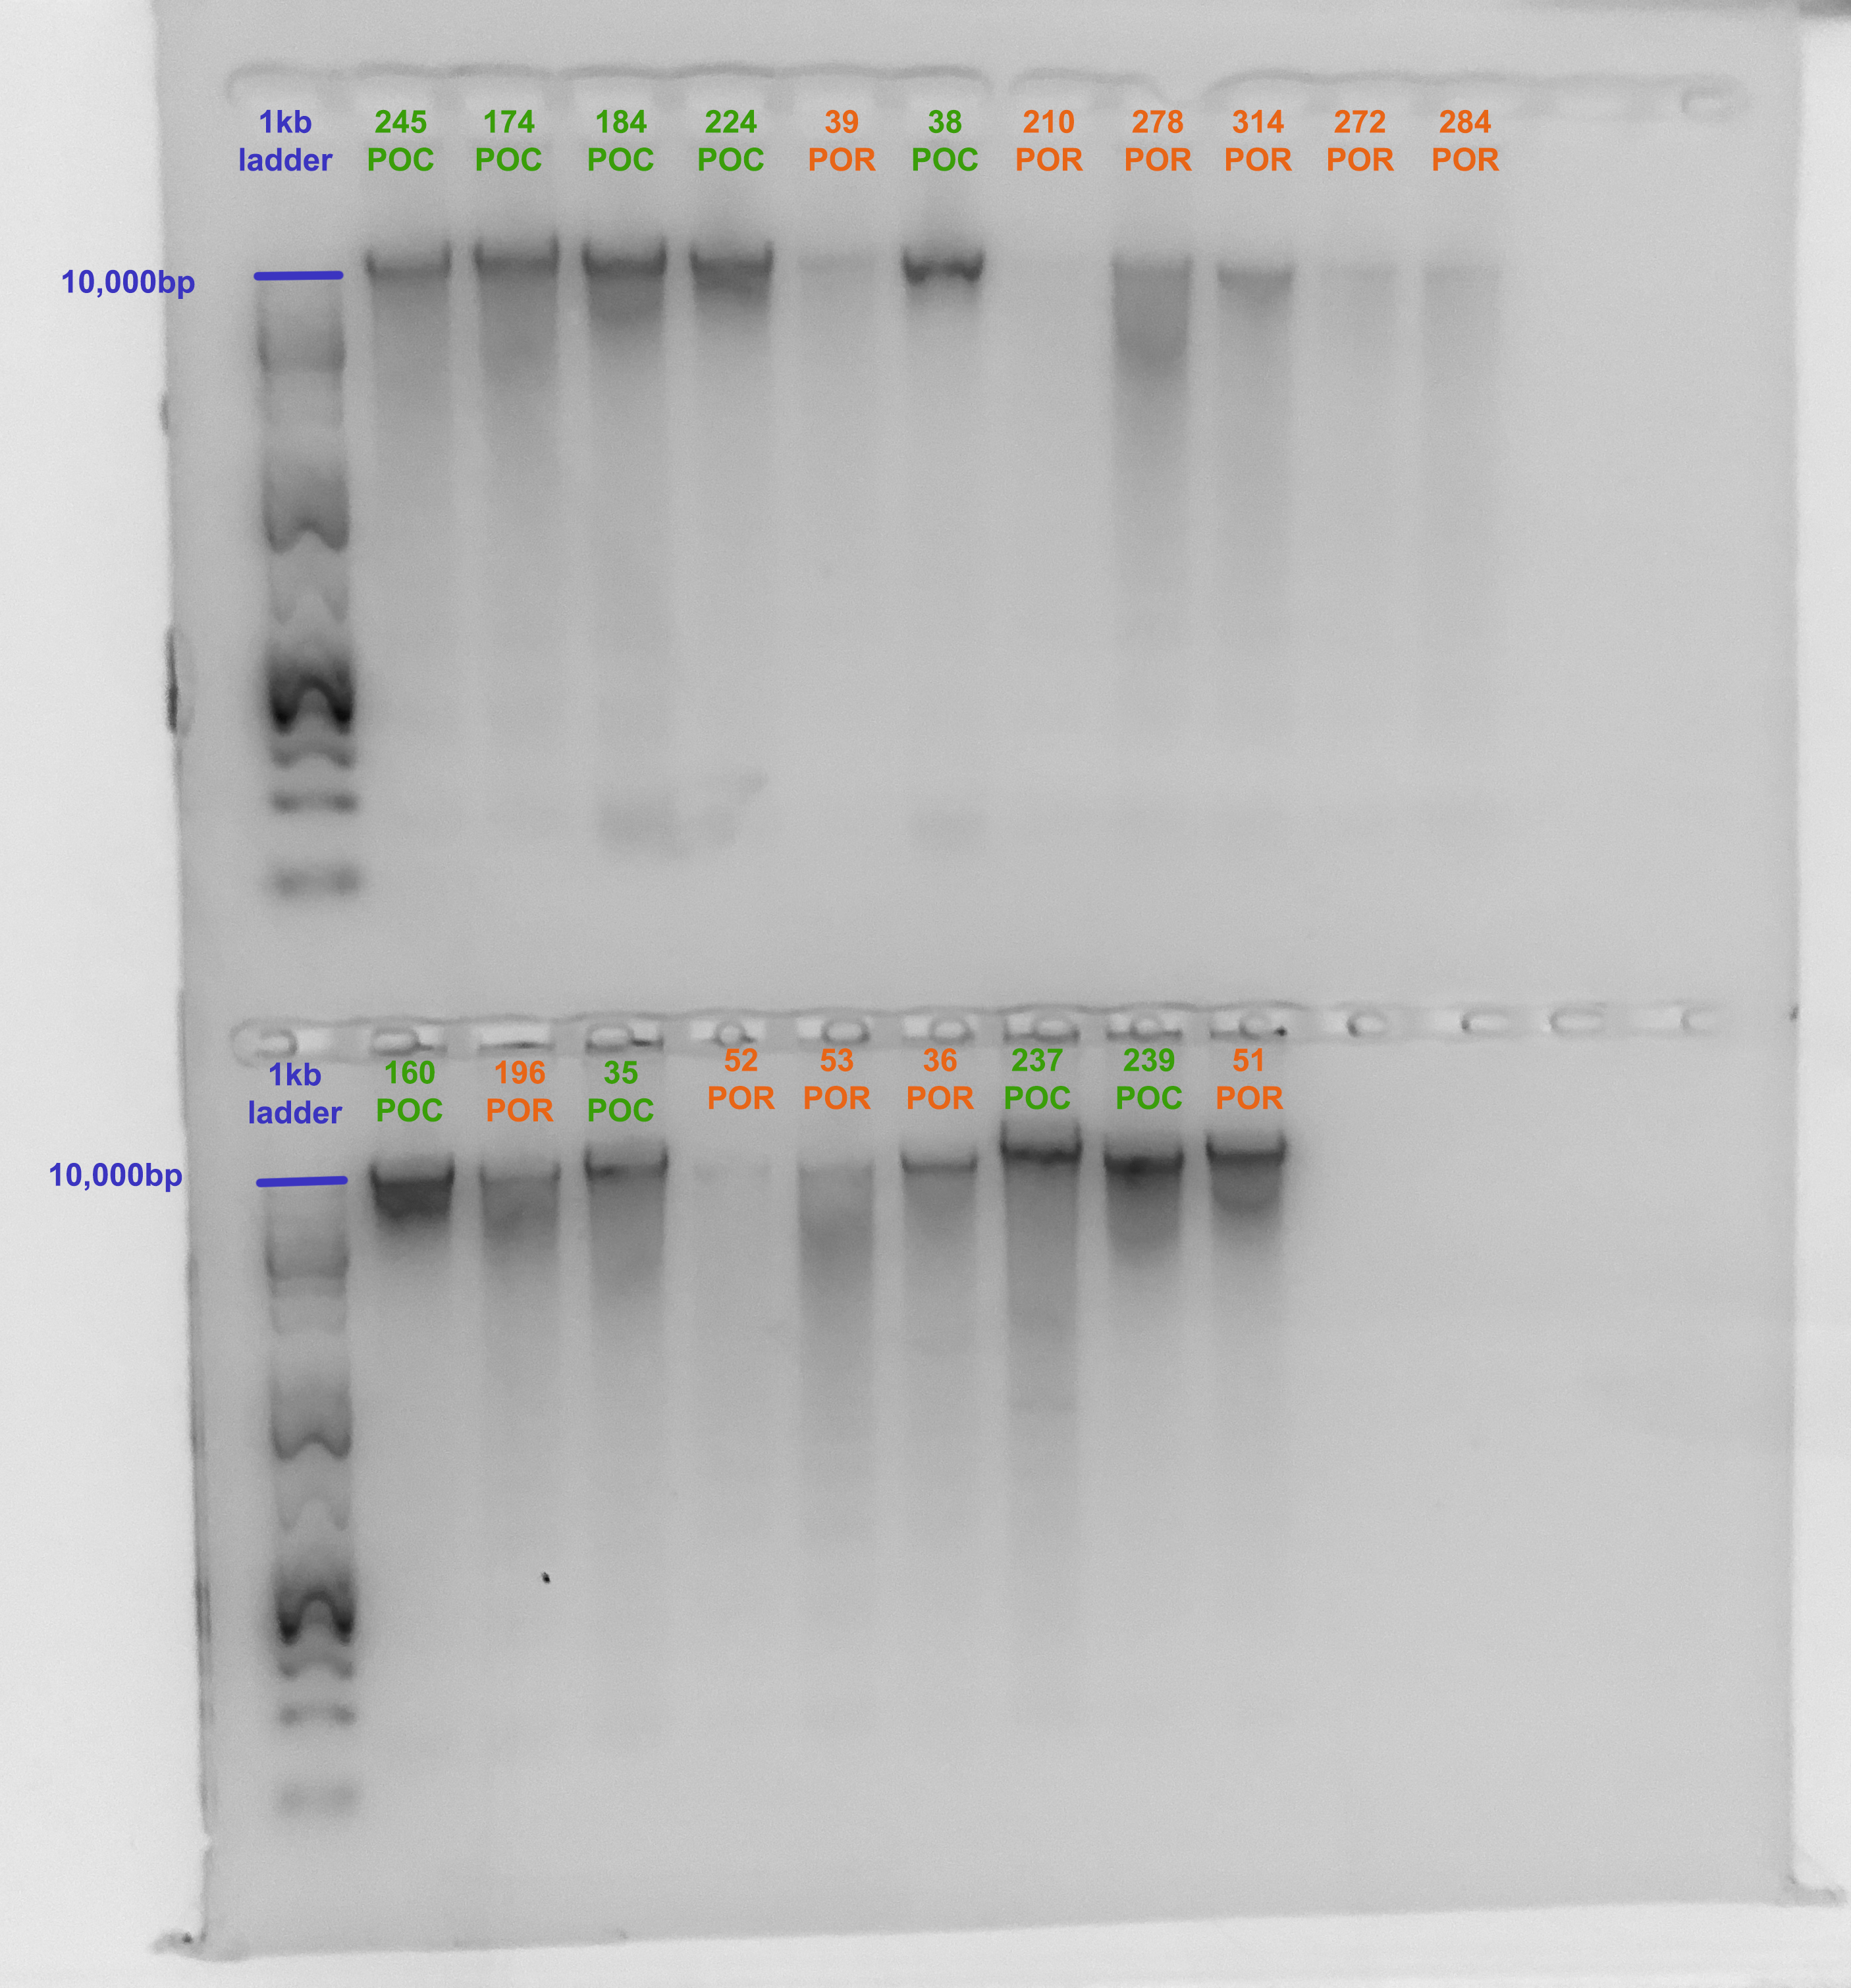 1kb 245 174 184 224 39 38 210 278 314 272 284
ladder POC POC POC POC POR POC POR POR POR POR POR
10,000bp
1kb 160 196 35 52 53 36 237 239 51
ladder POC POR POC POR POR POR POC POC POR
10,000bp